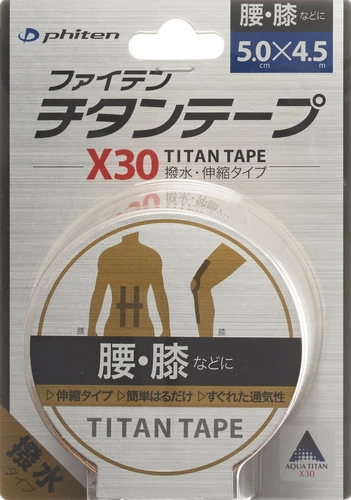 phiten
腰・膝などに
5.0cm×4.5m
ファイテン
チタンテープ
X30 TITAN TAPE
撥水・伸縮タイプ
腰
膝
腰・膝などに
▷伸縮タイプ ▷簡単はるだけ ▷すぐれた通気性
TITAN TAPE
撥水
タイプ
AQUA TITAN
X30